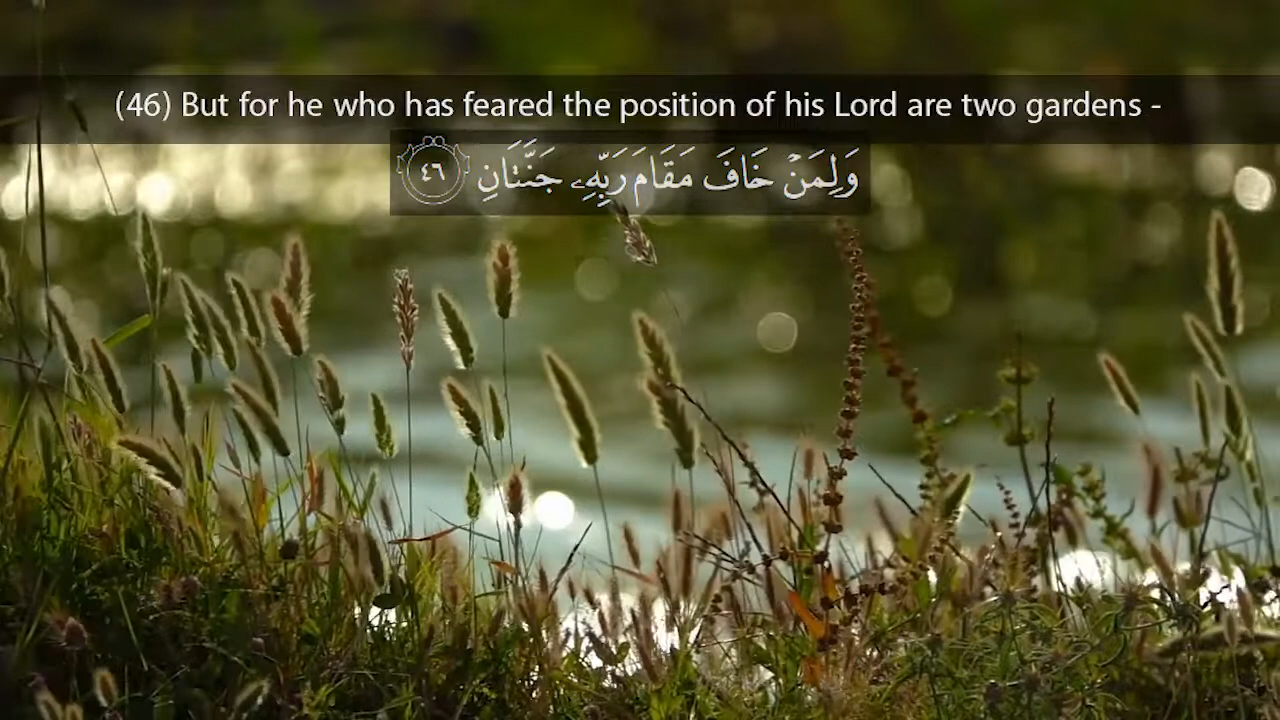 (46) But for he who has feared the position of his Lord are two gardens -
وَلِمَنْ خَافَ مَقَامَ رَبِّهِۦ جَنَّتَانِ ٤٦